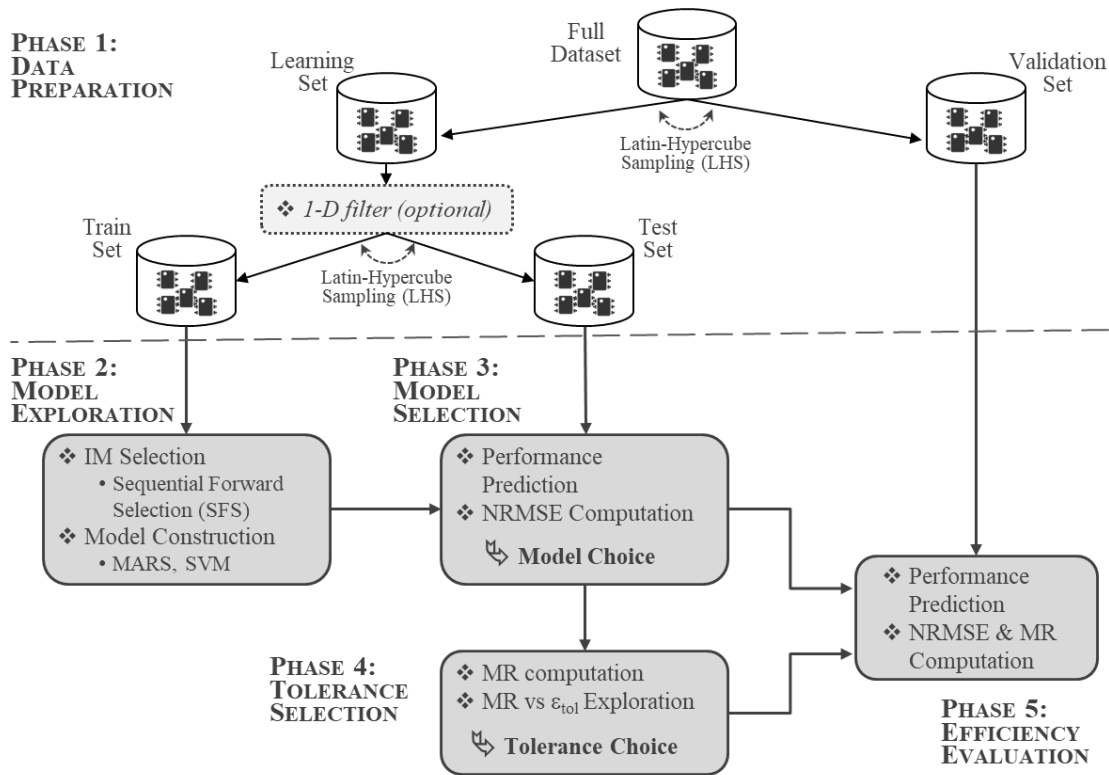 PHASE 1:
DATA
PREPARATION
Learning
Set
Full
Dataset
Validation
Set
Latin-Hypercube
Sampling (LHS)
❖ 1-D filter (optional)
Train
Set
Test
Set
Latin-Hypercube
Sampling (LHS)
PHASE 2:
MODEL
EXPLORATION
❖ IM Selection
• Sequential Forward
Selection (SFS)
❖ Model Construction
• MARS, SVM
PHASE 3:
MODEL
SELECTION
❖ Performance
Prediction
❖ NRMSE Computation
Model Choice
PHASE 4:
TOLERANCE
SELECTION
❖ MR computation
❖ MR vs εtol Exploration
Tolerance Choice
❖ Performance
Prediction
❖ NRMSE & MR
Computation
PHASE 5:
EFFICIENCY
EVALUATION